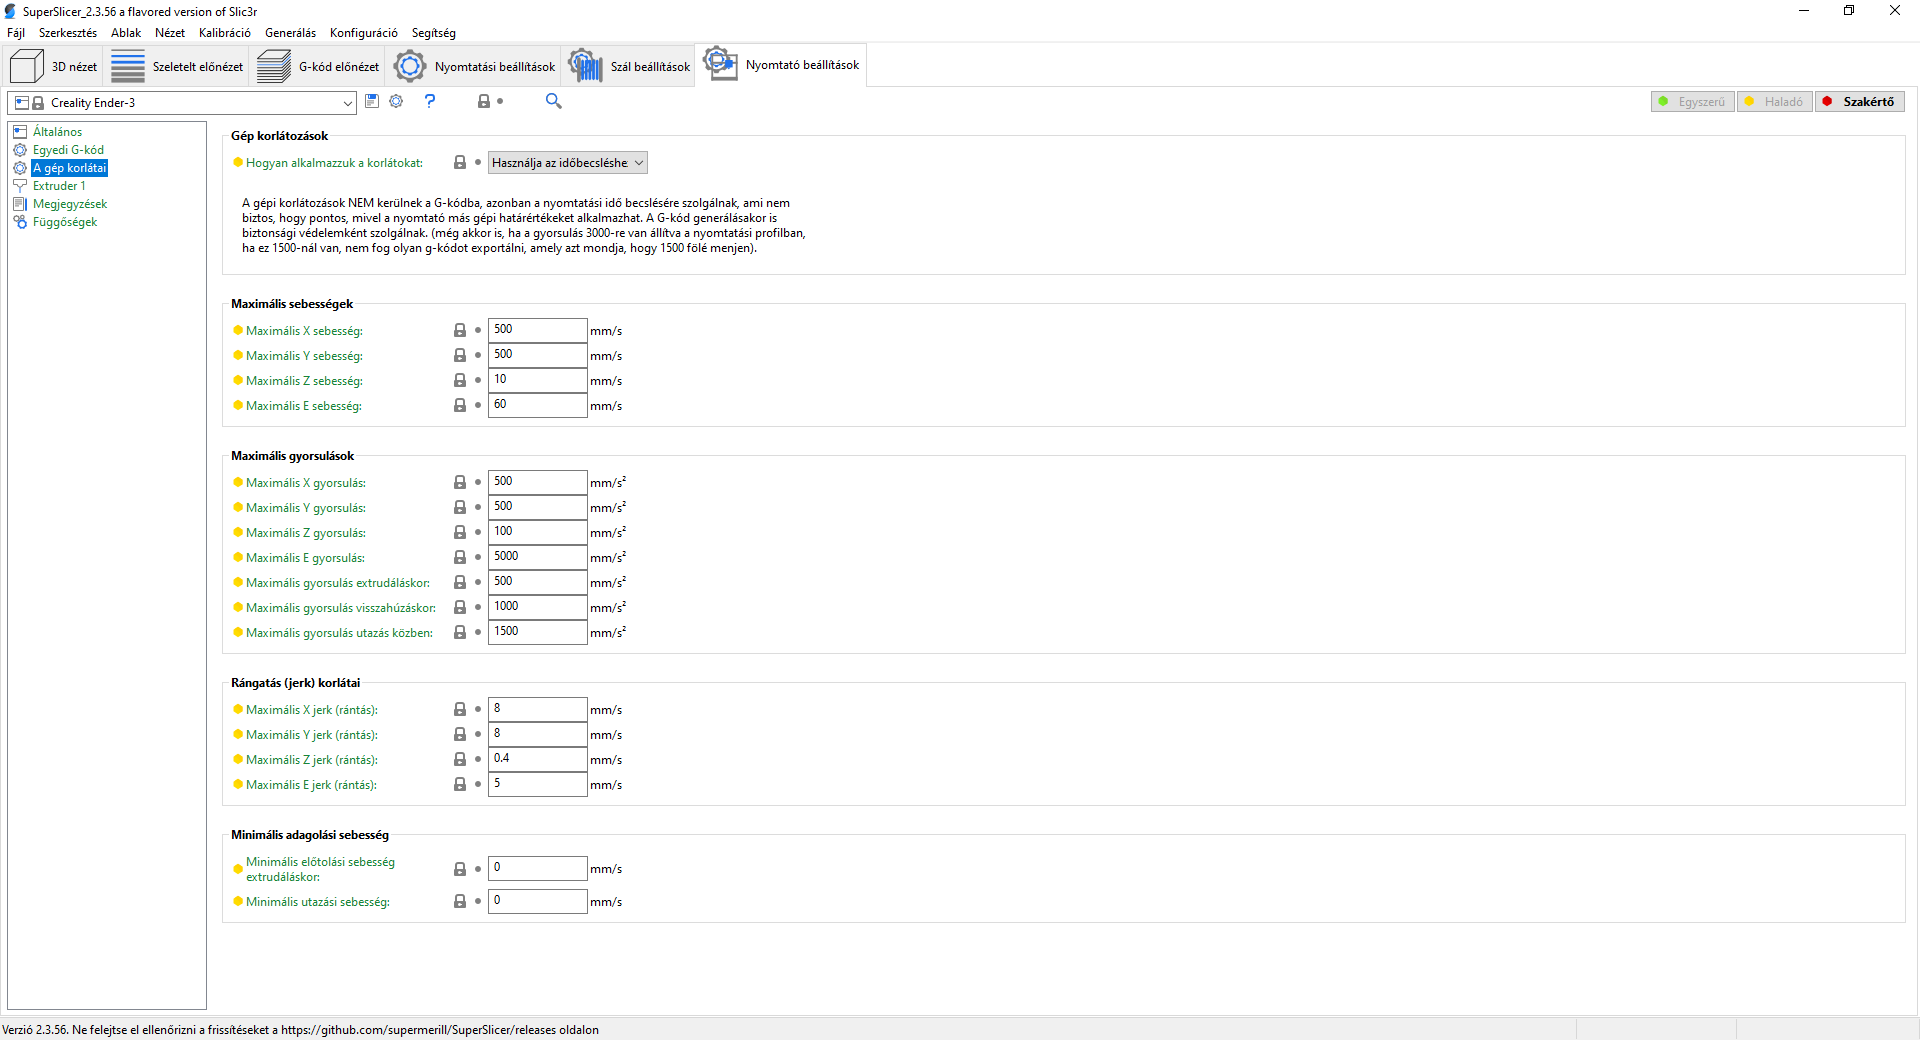 SuperSlicer_2.3.56 a flavored version of Slic3r
Fájl Szerkesztés Ablak Nézet Kalibráció Generálás Konfiguráció Segítség
3D nézet Szeletelt előnézet G-kód előnézet Nyomtatási beállítások Szál beállítások Nyomtató beállítások
Creality Ender-3 ? Egyszerű Haladó Szakértő
Általános
Egyedi G-kód
A gép korlátai
Extruder 1
Megjegyzések
Függőségek
Gép korlátozások
Hogyan alkalmazzuk a korlátokat: Használja az időbecsléshe
A gépi korlátozások NEM kerülnek a G-kódba, azonban a nyomtatási idő becslésére szolgálnak, ami nem
biztos, hogy pontos, mivel a nyomtató más gépi határértékeket alkalmazhat. A G-kód generálásakor is
biztonsági védelemként szolgálnak. (még akkor is, ha a gyorsulás 3000-re van állítva a nyomtatási profilban,
ha ez 1500-nál van, nem fog olyan g-kódot exportálni, amely azt mondja, hogy 1500 fölé menjen).
Maximális sebességek
Maximális X sebesség: 500 mm/s
Maximális Y sebesség: 500 mm/s
Maximális Z sebesség: 10 mm/s
Maximális E sebesség: 60 mm/s
Maximális gyorsulások
Maximális X gyorsulás: 500 mm/s²
Maximális Y gyorsulás: 500 mm/s²
Maximális Z gyorsulás: 100 mm/s²
Maximális E gyorsulás: 5000 mm/s²
Maximális gyorsulás extrudáláskor: 500 mm/s²
Maximális gyorsulás visszahúzáskor: 1000 mm/s²
Maximális gyorsulás utazás közben: 1500 mm/s²
Rángatás (jerk) korlátai
Maximális X jerk (rántás): 8 mm/s
Maximális Y jerk (rántás): 8 mm/s
Maximális Z jerk (rántás): 0.4 mm/s
Maximális E jerk (rántás): 5 mm/s
Minimális adagolási sebesség
Minimális előtolási sebesség
extrudáláskor: 0 mm/s
Minimális utazási sebesség: 0 mm/s
Verzió 2.3.56. Ne felejtse el ellenőrizni a frissítéseket a https://github.com/supermerill/SuperSlicer/releases oldalon